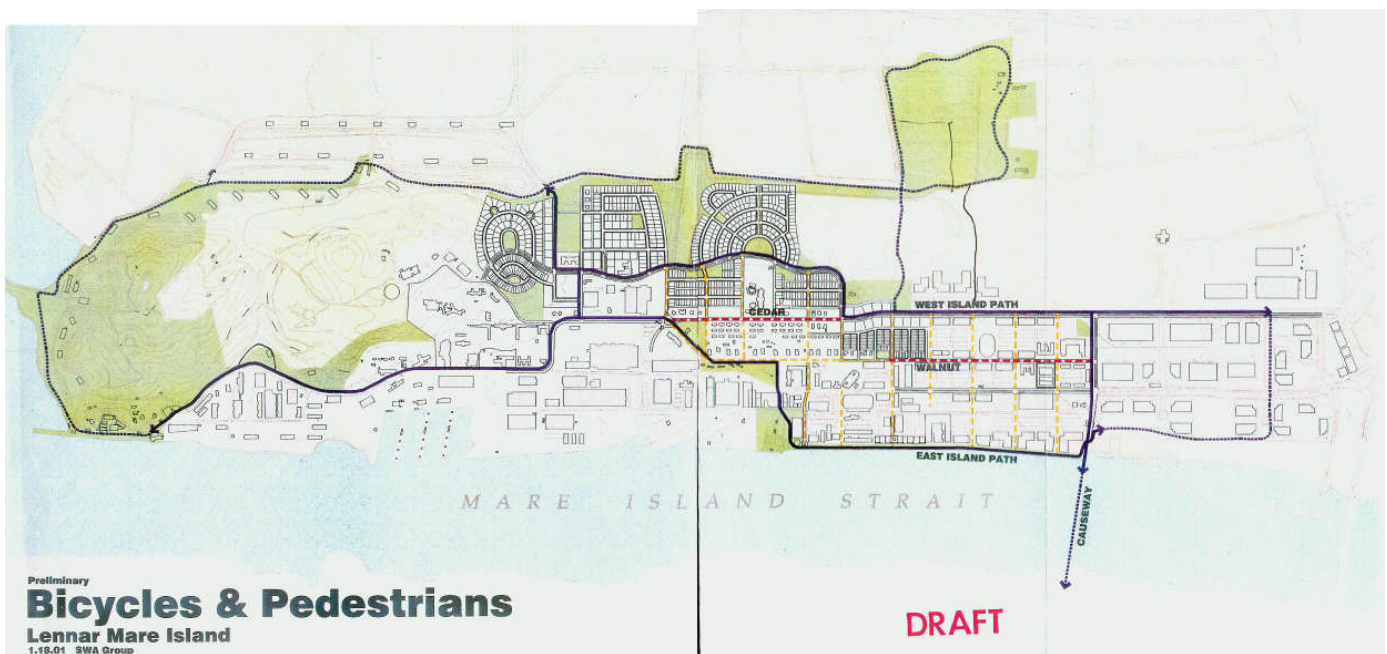 CEDAR
WEST ISLAND PATH
WALNUT
EAST ISLAND PATH
MARE ISLAND STRAIT
CAUSEWAY
Preliminary
Bicycles & Pedestrians
Lennar Mare Island
1.18.01 SWA Group
DRAFT